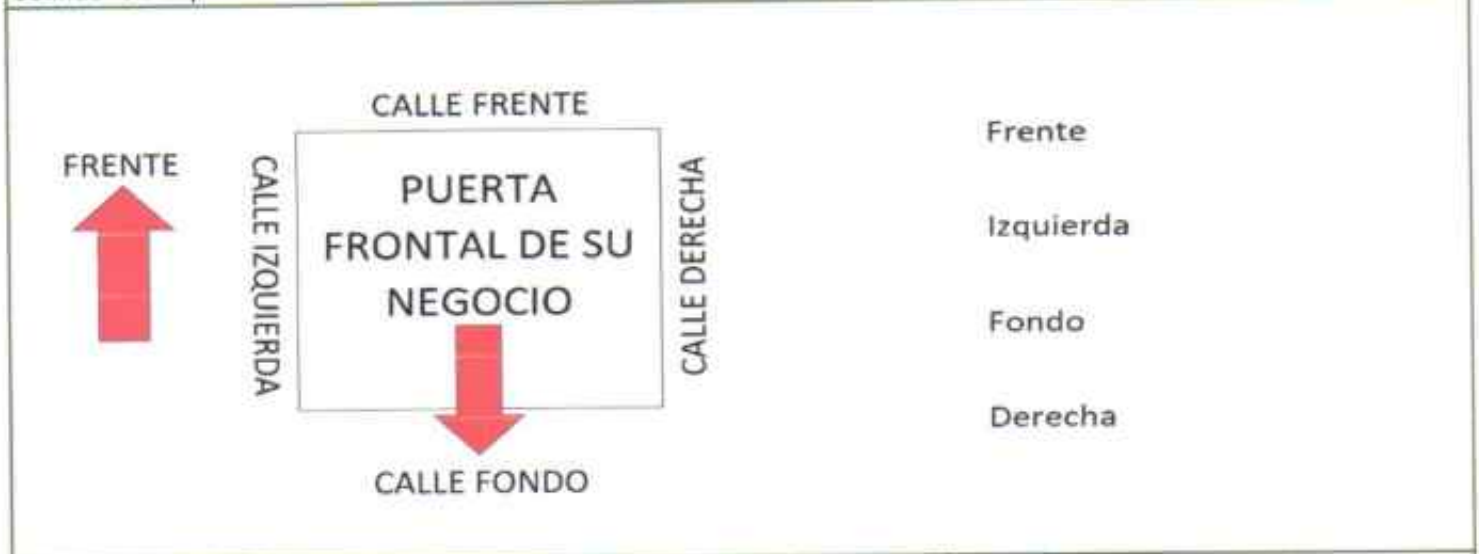 CALLE FRENTE
FRENTE
CALLE IZQUIERDA
PUERTA
FRONTAL DE SU
NEGOCIO
CALLE DERECHA
CALLE FONDO
Frente
Izquierda
Fondo
Derecha